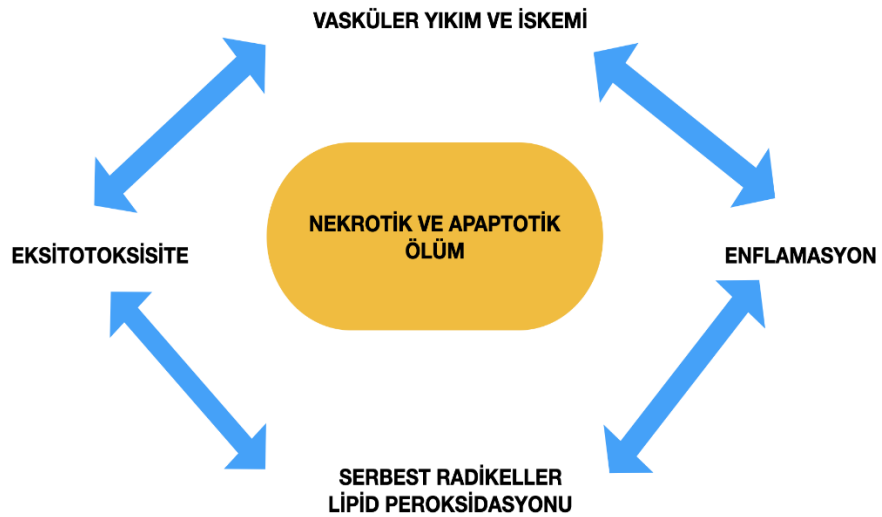 VASKÜLER YIKIM VE İSKEMİ
NEKROTİK VE APAPTOTİK
ÖLÜM
EKSİTOTOKSİSİTE
ENFLAMASYON
SERBEST RADİKELLER
LİPİD PEROKSİDASYONU